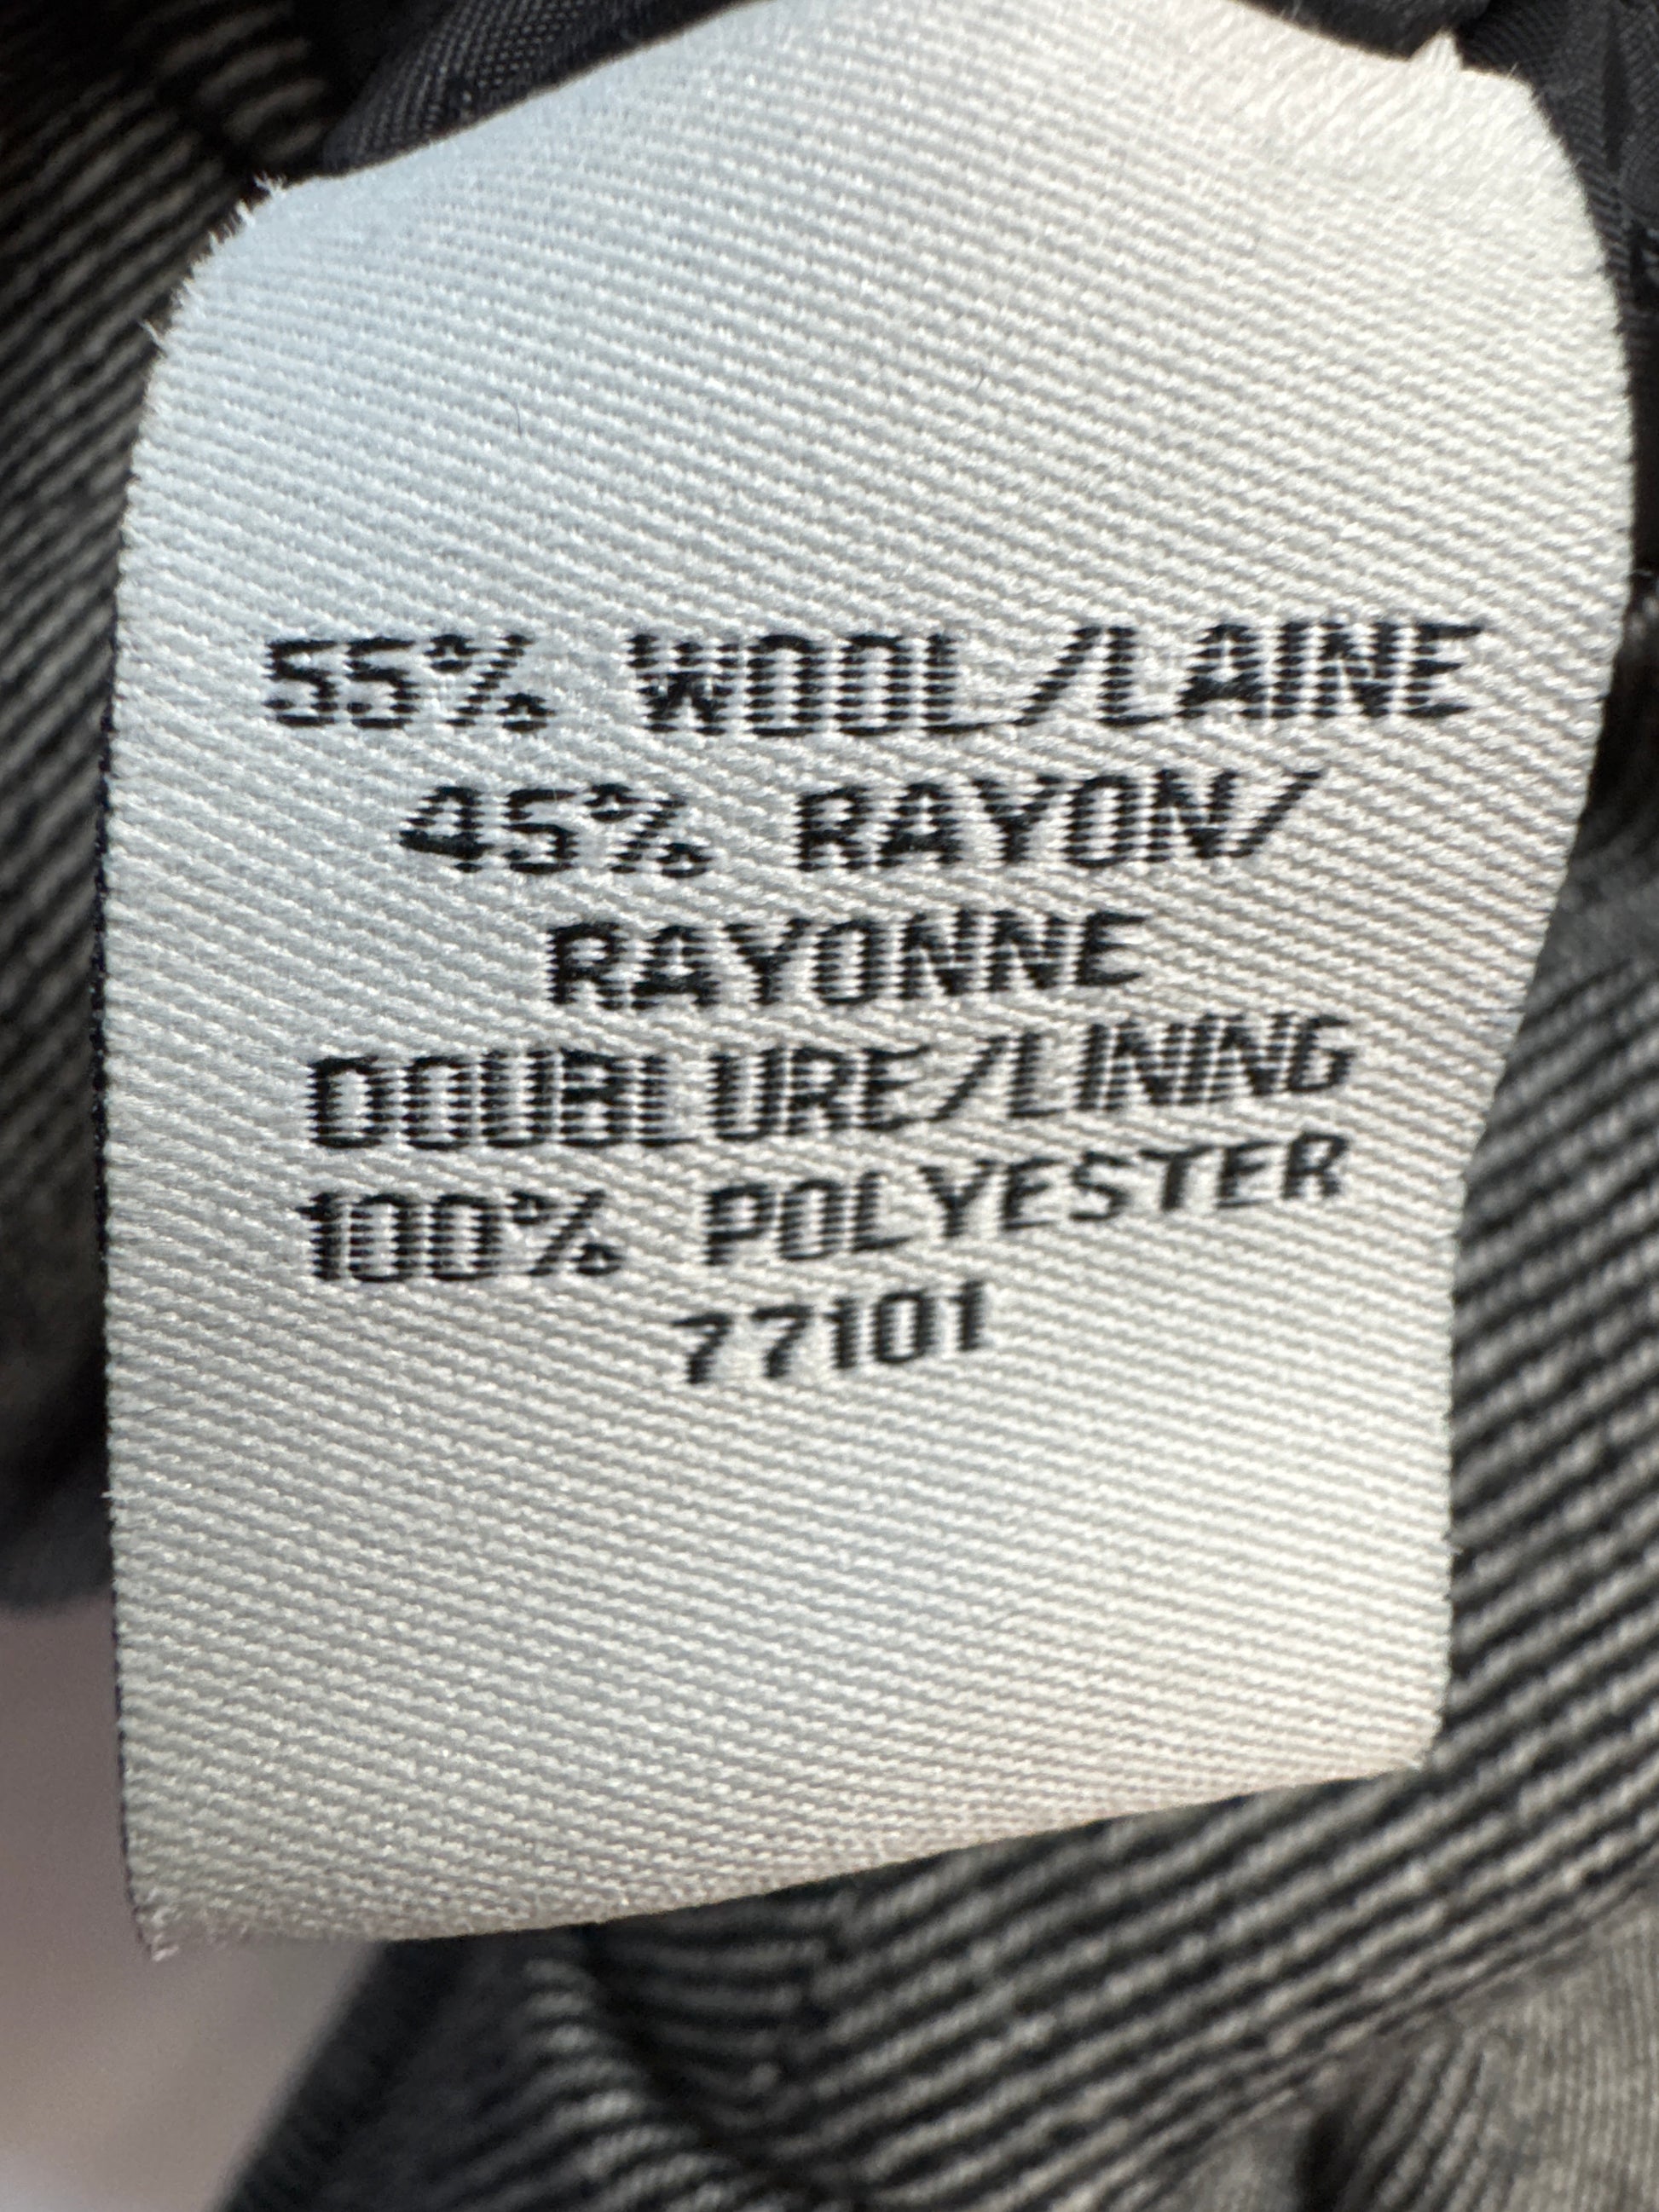 55% WOOL/LAINE
45% RAYON/
RAYONNE
DOUBLURE/LINING
100% POLYESTER
77101